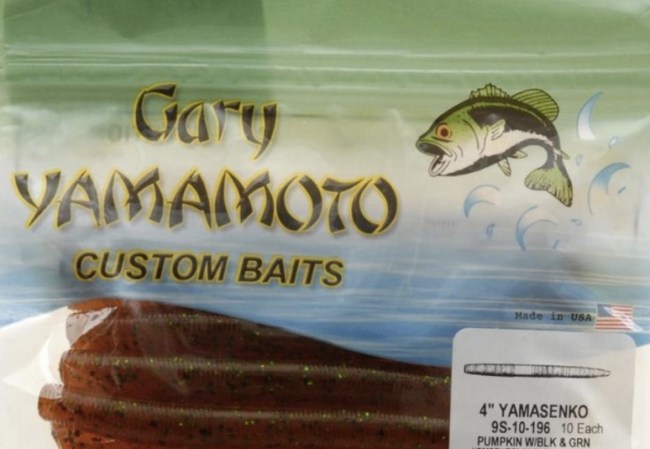 Gary
YAMAMOTO
CUSTOM BAITS
Made in USA
4" YAMASENKO
9S-10-196 10 Each
PUMPKIN W/BLK & GRN